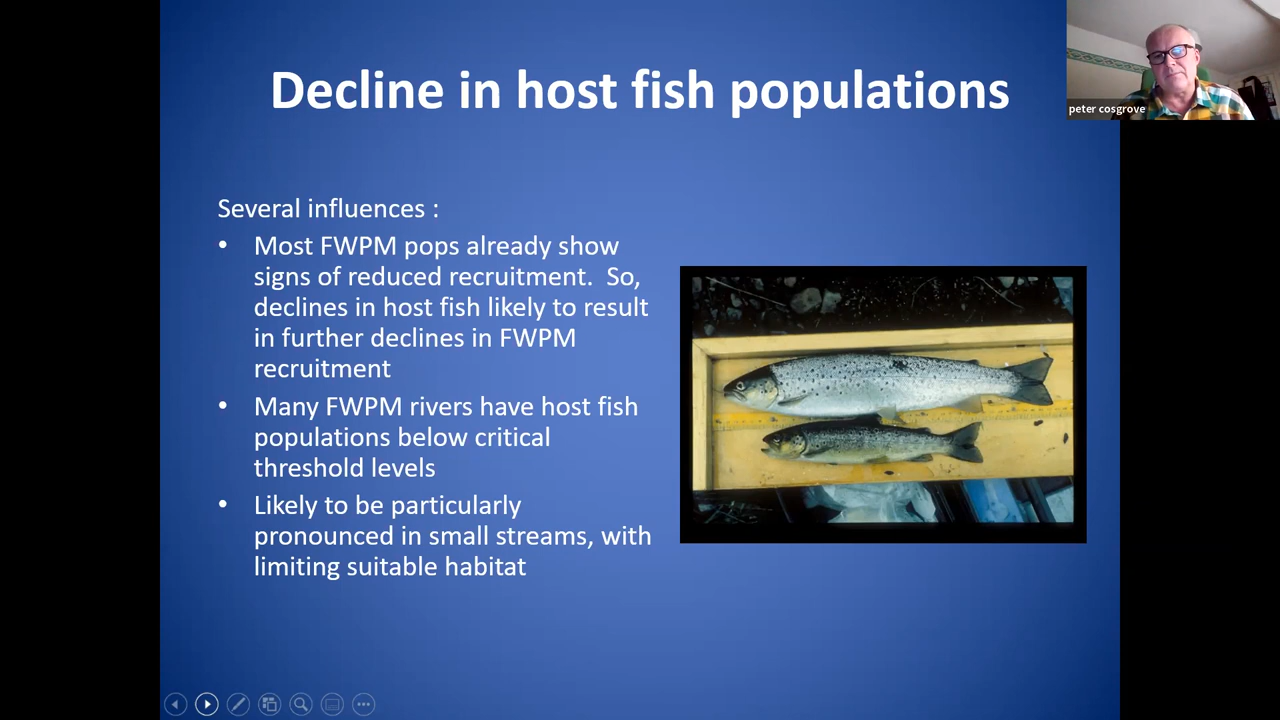 Decline in host fish populations
peter cosgrove
Several influences :
• Most FWPM pops already show
signs of reduced recruitment.  So,
declines in host fish likely to result
in further declines in FWPM
recruitment
• Many FWPM rivers have host fish
populations below critical
threshold levels
• Likely to be particularly
pronounced in small streams, with
limiting suitable habitat